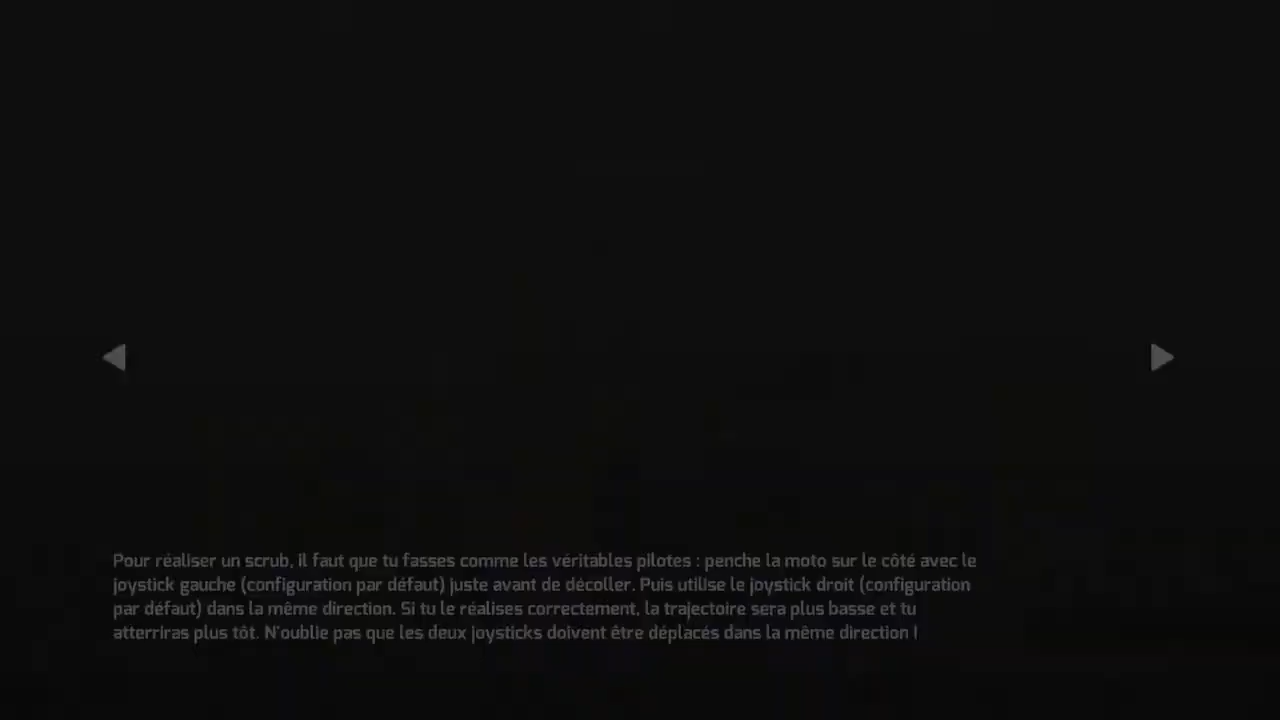 Pour réaliser un scrub, il faut que tu fasses comme les véritables pilotes : penche la moto sur le côté avec le
joystick gauche (configuration par défaut) juste avant de décoller. Puis utilise le joystick droit (configuration
par défaut) dans la même direction. Si tu le réalises correctement, la trajectoire sera plus basse et tu
atterriras plus tôt. N'oublie pas que les deux joysticks doivent être déplacés dans la même direction !